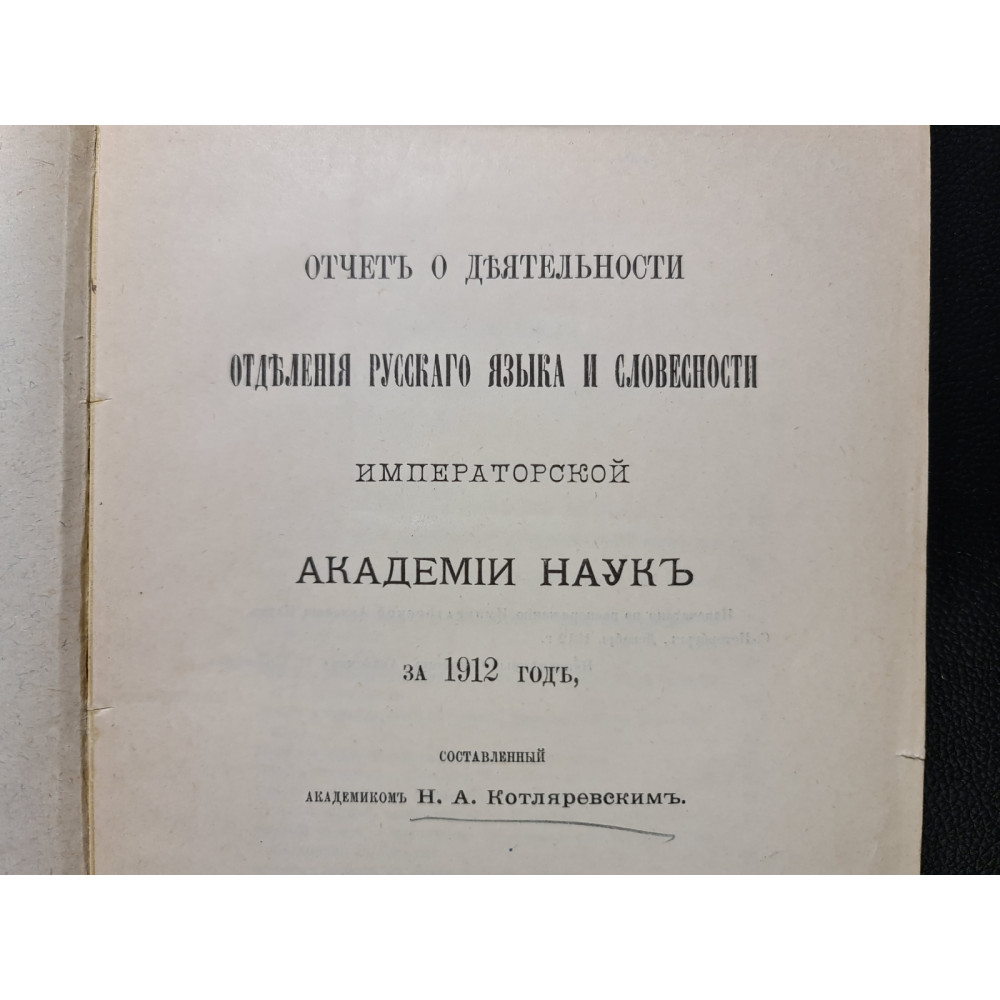 ОТЧЕТЪ О ДѢЯТЕЛЬНОСТИ
ОТДѢЛЕНІЯ РУССКАГО ЯЗЫКА И СЛОВЕСНОСТИ
ИМПЕРАТОРСКОЙ
АКАДЕМІИ НАУКЪ
ЗА 1912 ГОДЪ,
СОСТАВЛЕННЫЙ
АКАДЕМИКОМЪ Н. А. Котляревскимъ.